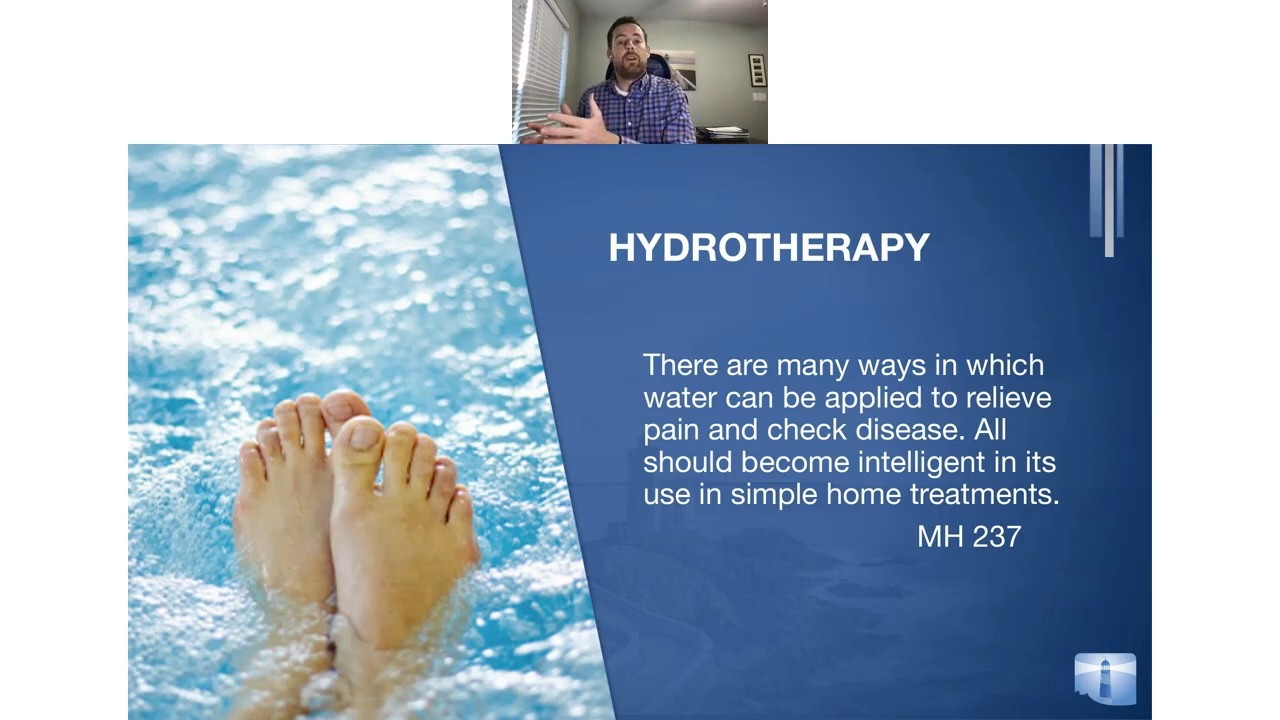 HYDROTHERAPY
There are many ways in which
water can be applied to relieve
pain and check disease. All
should become intelligent in its
use in simple home treatments.
MH 237